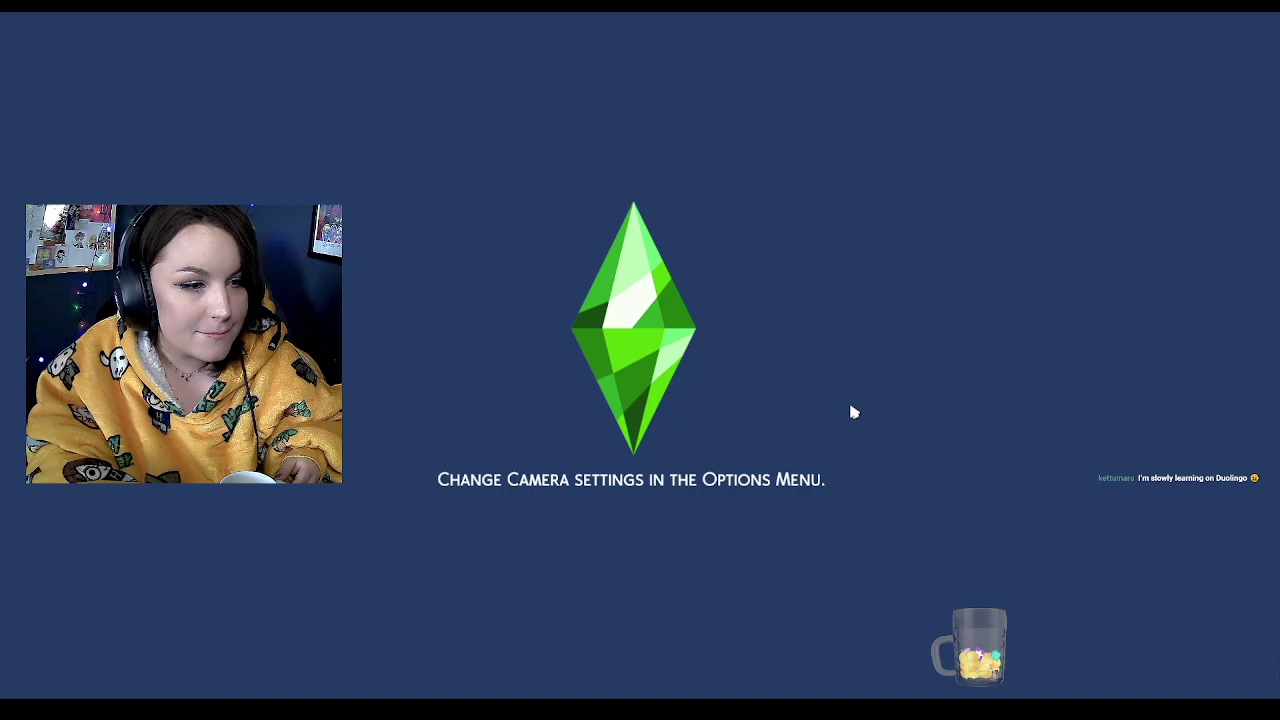 CHANGE CAMERA SETTINGS IN THE OPTIONS MENU.
kettumaru I'm slowly learning on Duolingo